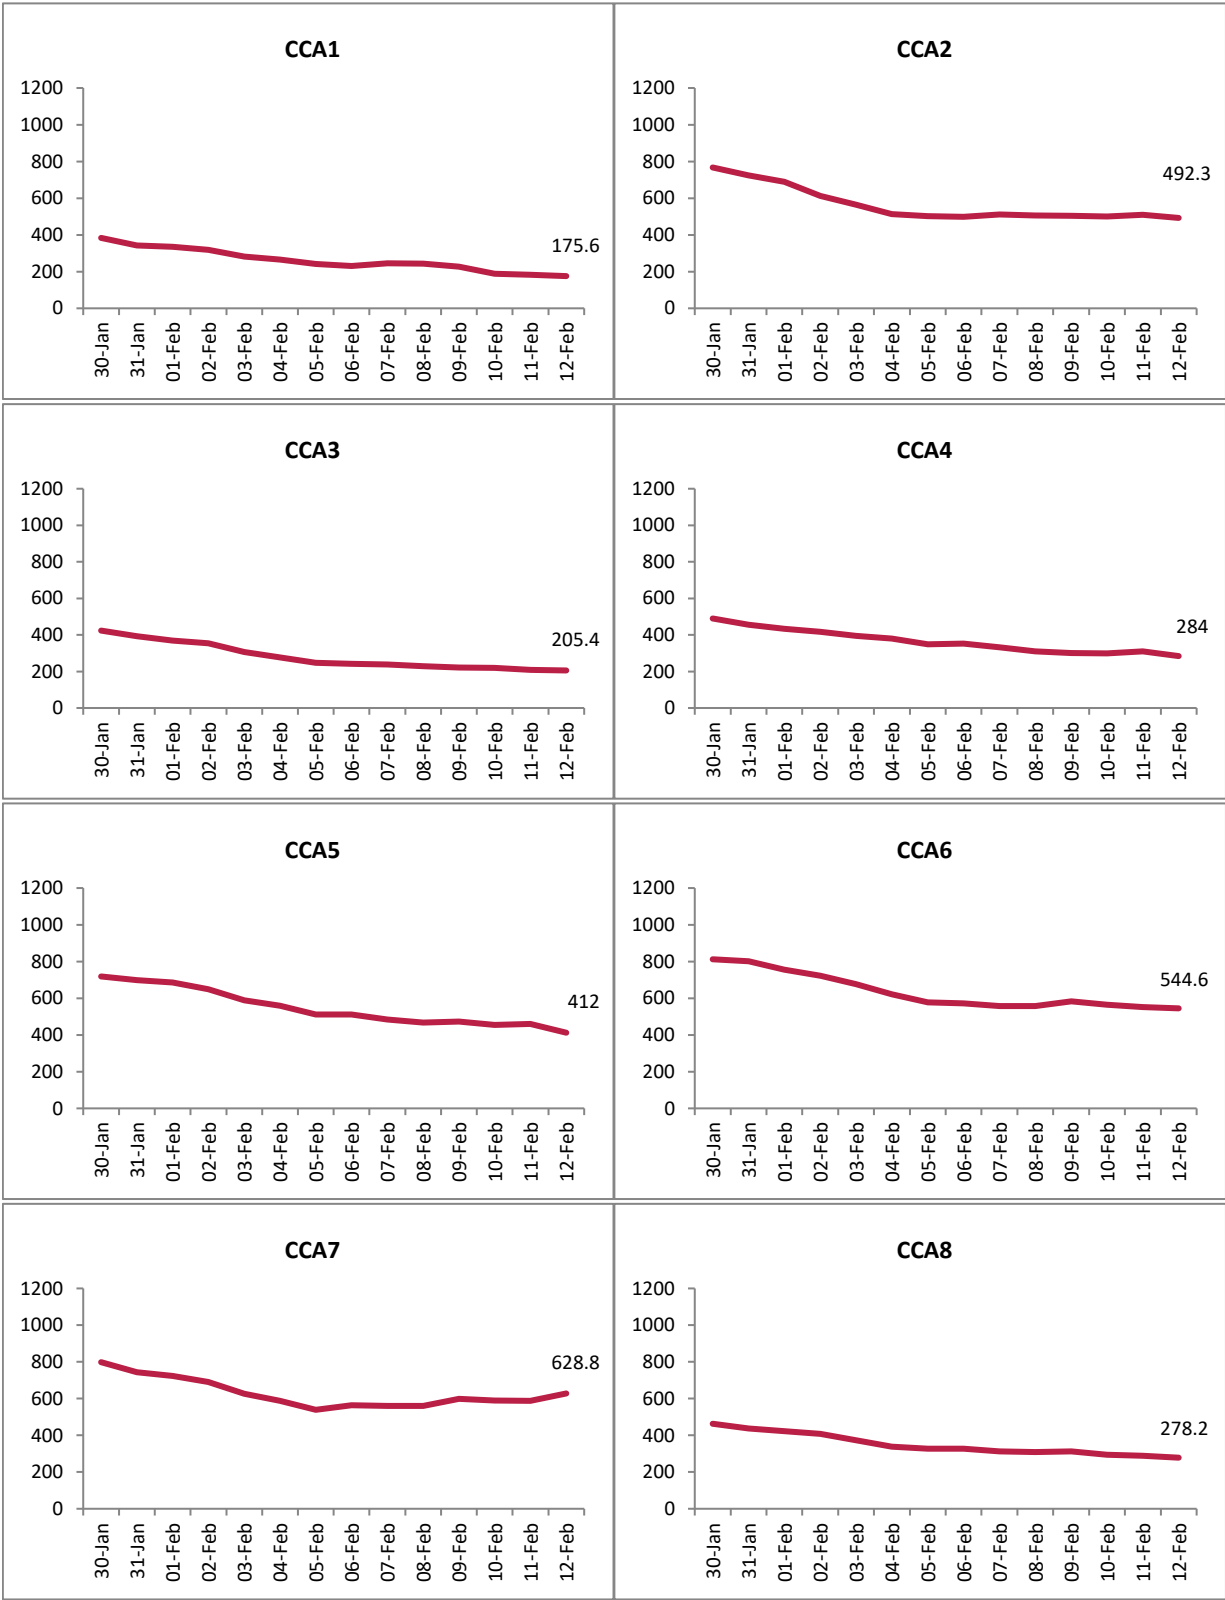 CCA1
1200
1000
800
600
400
200
0
175.6
30-Jan
31-Jan
01-Feb
02-Feb
03-Feb
04-Feb
05-Feb
06-Feb
07-Feb
08-Feb
09-Feb
10-Feb
11-Feb
12-Feb
CCA2
1200
1000
800
600
400
200
0
492.3
30-Jan
31-Jan
01-Feb
02-Feb
03-Feb
04-Feb
05-Feb
06-Feb
07-Feb
08-Feb
09-Feb
10-Feb
11-Feb
12-Feb
CCA3
1200
1000
800
600
400
200
0
205.4
30-Jan
31-Jan
01-Feb
02-Feb
03-Feb
04-Feb
05-Feb
06-Feb
07-Feb
08-Feb
09-Feb
10-Feb
11-Feb
12-Feb
CCA4
1200
1000
800
600
400
200
0
284
30-Jan
31-Jan
01-Feb
02-Feb
03-Feb
04-Feb
05-Feb
06-Feb
07-Feb
08-Feb
09-Feb
10-Feb
11-Feb
12-Feb
CCA5
1200
1000
800
600
400
200
0
412
30-Jan
31-Jan
01-Feb
02-Feb
03-Feb
04-Feb
05-Feb
06-Feb
07-Feb
08-Feb
09-Feb
10-Feb
11-Feb
12-Feb
CCA6
1200
1000
800
600
400
200
0
544.6
30-Jan
31-Jan
01-Feb
02-Feb
03-Feb
04-Feb
05-Feb
06-Feb
07-Feb
08-Feb
09-Feb
10-Feb
11-Feb
12-Feb
CCA7
1200
1000
800
600
400
200
0
628.8
30-Jan
31-Jan
01-Feb
02-Feb
03-Feb
04-Feb
05-Feb
06-Feb
07-Feb
08-Feb
09-Feb
10-Feb
11-Feb
12-Feb
CCA8
1200
1000
800
600
400
200
0
278.2
30-Jan
31-Jan
01-Feb
02-Feb
03-Feb
04-Feb
05-Feb
06-Feb
07-Feb
08-Feb
09-Feb
10-Feb
11-Feb
12-Feb